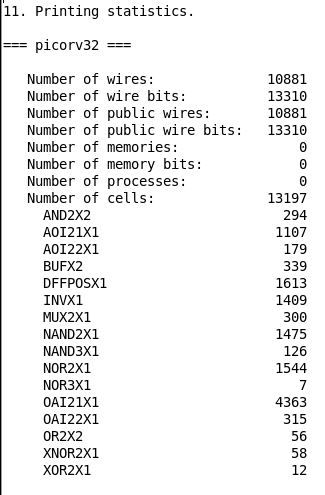 11. Printing statistics.
=== picorv32 ===
Number of wires: 10881
Number of wire bits: 13310
Number of public wires: 10881
Number of public wire bits: 13310
Number of memories: 0
Number of memory bits: 0
Number of processes: 0
Number of cells: 13197
AND2X2 294
AOI21X1 1107
AOI22X1 179
BUFX2 339
DFFPOSX1 1613
INVX1 1409
MUX2X1 300
NAND2X1 1475
NAND3X1 126
NOR2X1 1544
NOR3X1 7
OAI21X1 4363
OAI22X1 315
OR2X2 56
XNOR2X1 58
XOR2X1 12